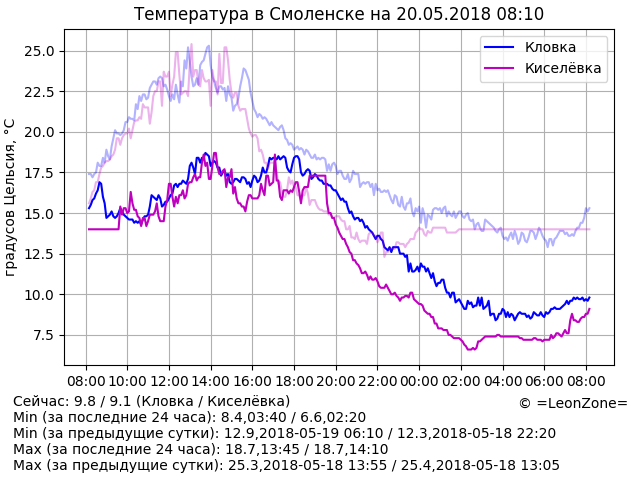 Температура в Смоленске на 20.05.2018 08:10
градусов Цельсия, °C
25.0
22.5
20.0
17.5
15.0
12.5
10.0
7.5
Кловка
Киселёвка
08:00 10:00 12:00 14:00 16:00 18:00 20:00 22:00 00:00 02:00 04:00 06:00 08:00
Сейчас: 9.8 / 9.1 (Кловка / Киселёвка)
© =LeonZone=
Min (за последние 24 часа): 8.4,03:40 / 6.6,02:20
Min (за предыдущие сутки): 12.9,2018-05-19 06:10 / 12.3,2018-05-18 22:20
Max (за последние 24 часа): 18.7,13:45 / 18.7,14:10
Max (за предыдущие сутки): 25.3,2018-05-18 13:55 / 25.4,2018-05-18 13:05